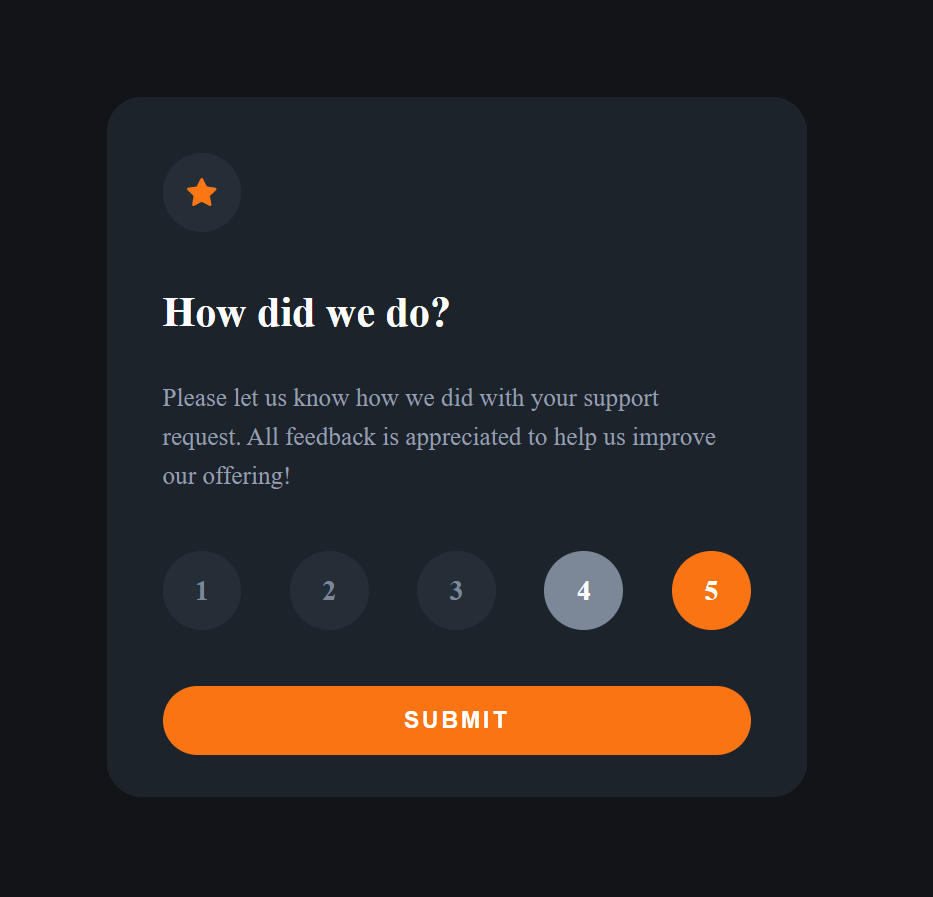 How did we do?
Please let us know how we did with your support
request. All feedback is appreciated to help us improve
our offering!
1 2 3 4 5
SUBMIT